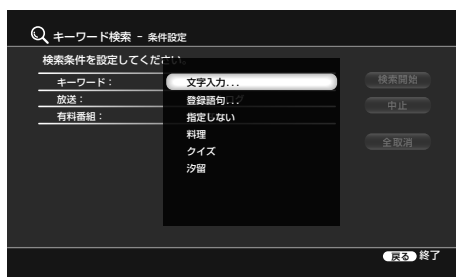 キーワード検索 - 条件設定
検索条件を設定してください。
キーワード：
放送：
有料番組：
文字入力...
登録語句...
指定しない
料理
クイズ
汐留
検索開始
中止
全取消
戻る 終了